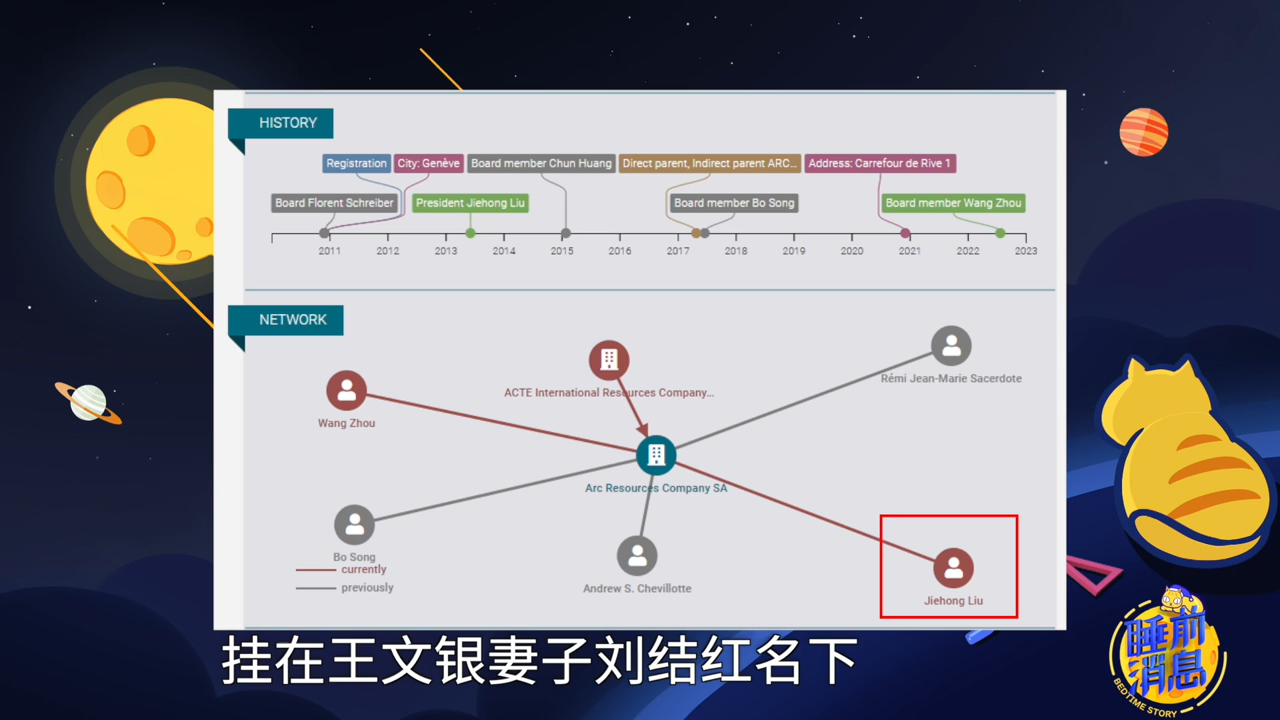 HISTORY
Registration
City: Genève
Board member Chun Huang
Direct parent, Indirect parent ARC...
Address: Carrefour de Rive 1
Board Florent Schreiber
President Jiehong Liu
Board member Bo Song
Board member Wang Zhou
2011 2012 2013 2014 2015 2016 2017 2018 2019 2020 2021 2022 2023
NETWORK
Rémi Jean-Marie Sacerdote
ACTE International Resources Company...
Wang Zhou
Arc Resources Company SA
Bo Song
currently
previously
Andrew S. Chevillotte
Jiehong Liu
挂在王文银妻子刘结红名下
睡前
消息
BEDTIME STORY